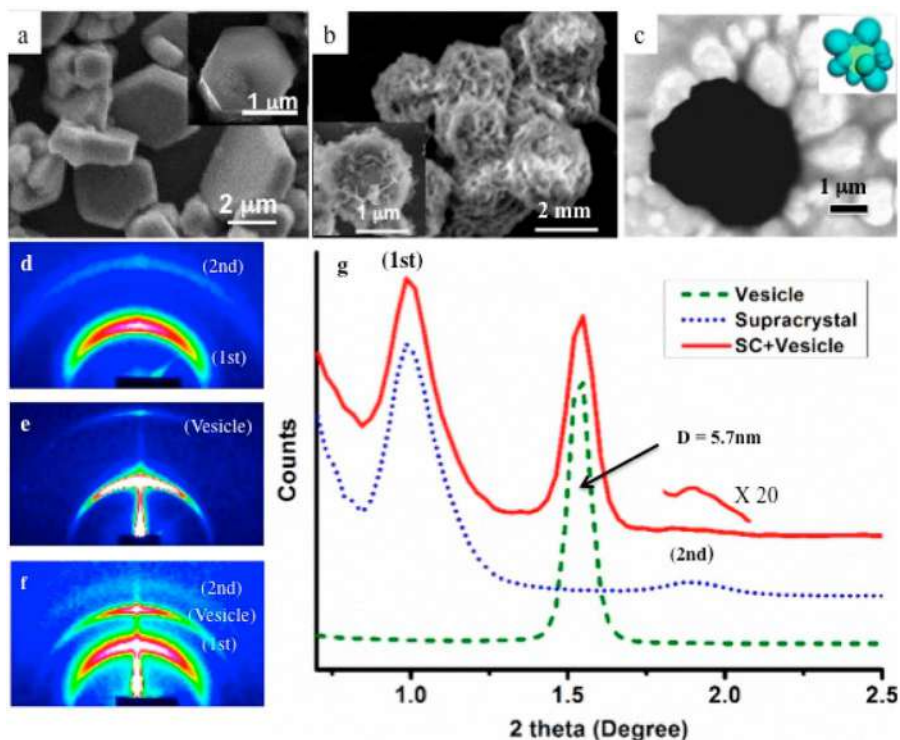 a
1 µm
2 µm
b
1 µm
2 mm
c
1 µm
d
(2nd)
(1st)
e
(Vesicle)
f
(2nd)
(Vesicle)
(1st)
g
(1st)
Vesicle
Supracrystal
SC+Vesicle
D = 5.7nm
X 20
(2nd)
Counts
1.0
1.5
2.0
2.5
2 theta (Degree)